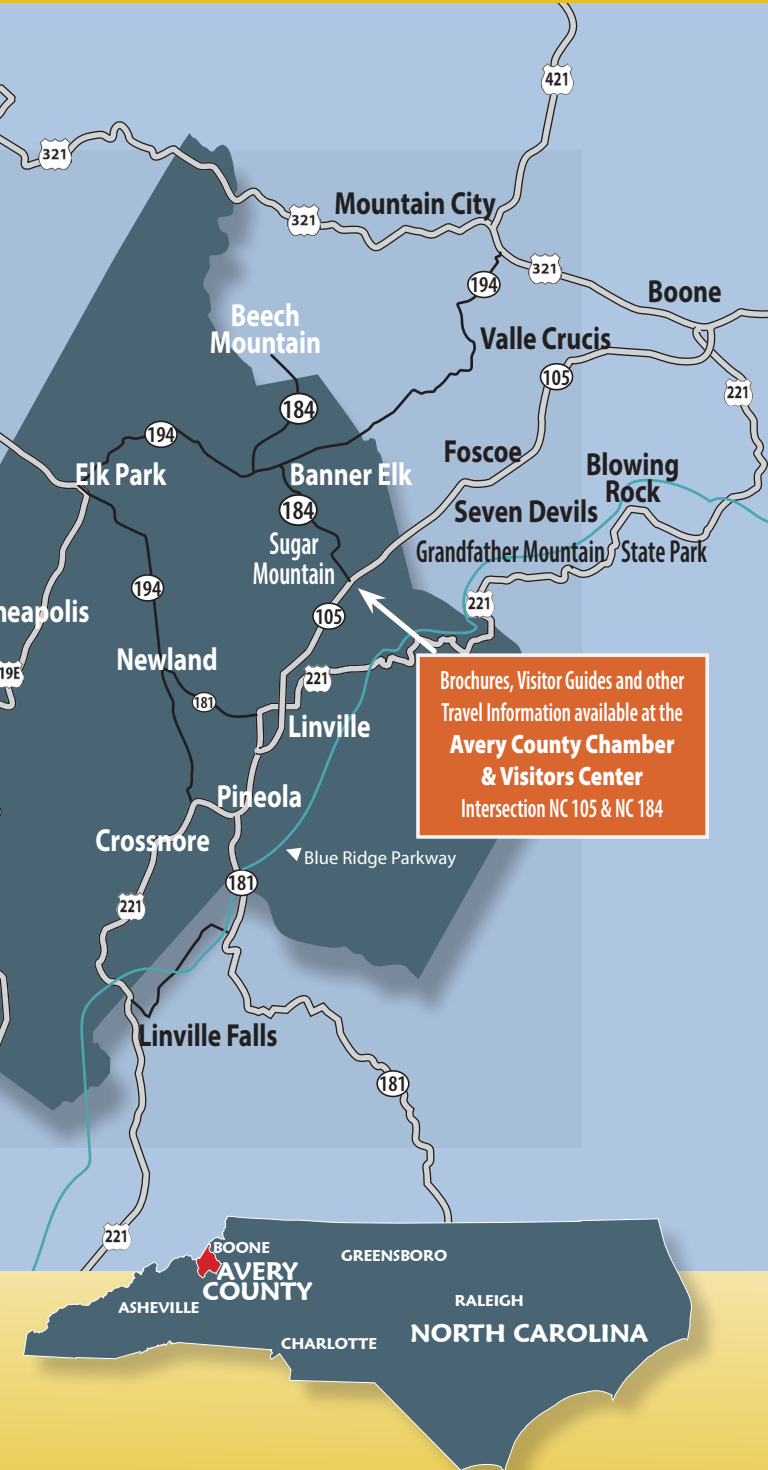 421
321
321
Mountain City
321
194
Boone
Beech
Mountain
Valle Crucis
105
221
184
194
Foscoe
Blowing
Rock
Elk Park
Banner Elk
184
Seven Devils
Sugar
Mountain
Grandfather Mountain State Park
194
221
105
neapolis
Newland
19E
221
181
Linville
Brochures, Visitor Guides and other
Travel Information available at the
Avery County Chamber
& Visitors Center
Intersection NC 105 & NC 184
Pineola
Crossnore
Blue Ridge Parkway
181
221
Linville Falls
181
221
BOONE
AVERY
COUNTY
GREENSBORO
ASHEVILLE
RALEIGH
CHARLOTTE
NORTH CAROLINA